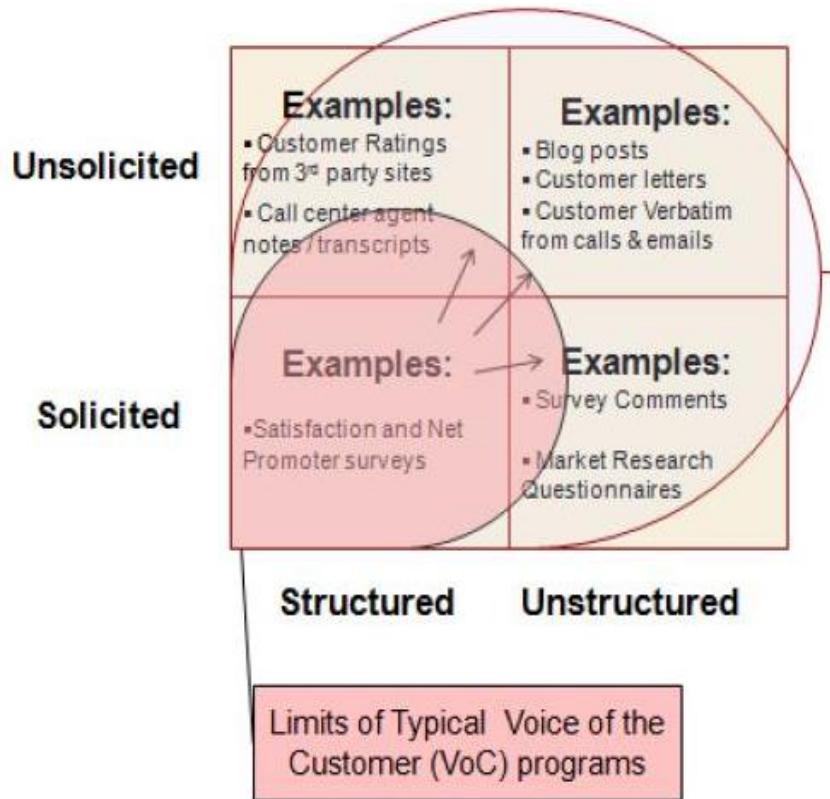 Unsolicited
Examples:
▪ Customer Ratings
from 3rd party sites
▪ Call center agent
notes / transcripts
Examples:
▪ Blog posts
▪ Customer letters
▪ Customer Verbatim
from calls & emails
Solicited
Examples:
▪Satisfaction and Net
Promoter surveys
Examples:
▪ Survey Comments
▪ Market Research
Questionnaires
Structured
Unstructured
Limits of Typical Voice of the
Customer (VoC) programs